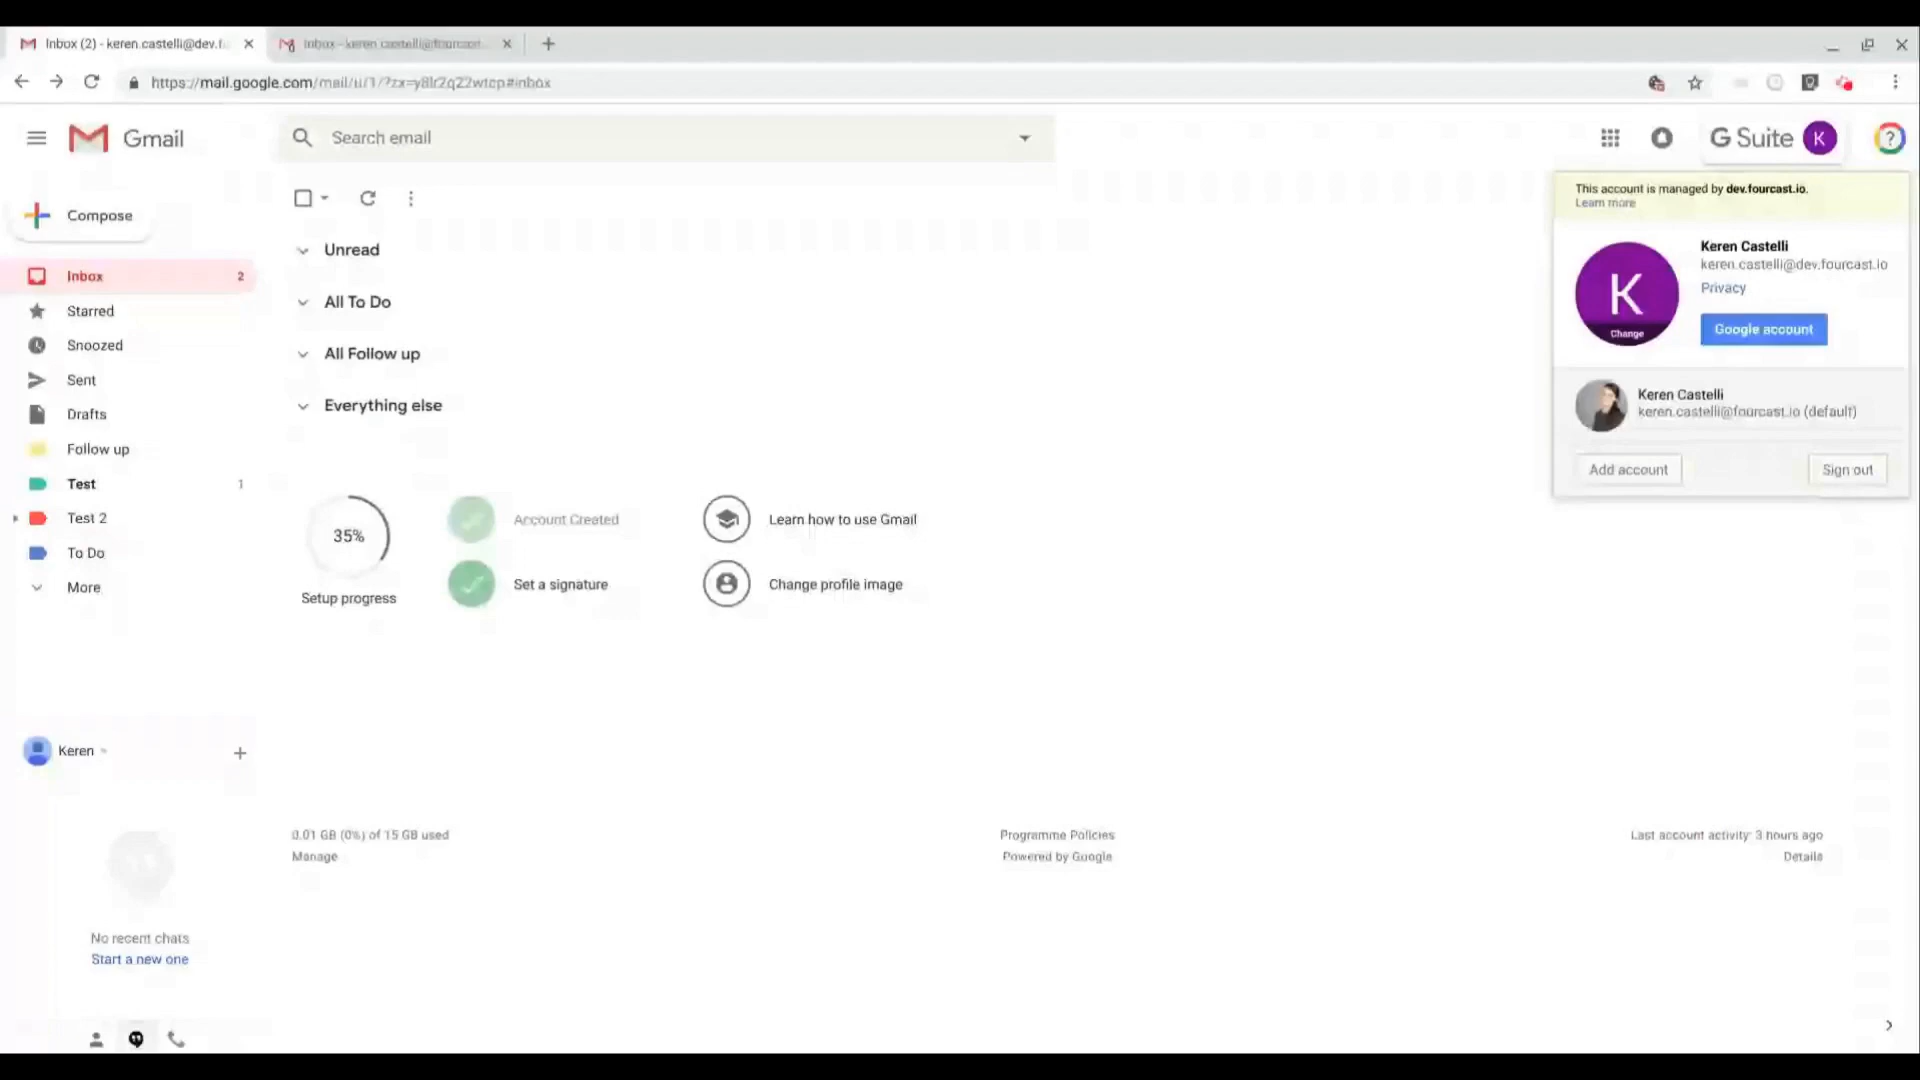 Inbox (2) - keren.castelli@dev.f
Inbox - keren.castelli@fourcast.
https://mail.google.com/mail/u/1/?zx=y8lr2q22wtcp#inbox
Gmail
Search email
G Suite
K
?
This account is managed by dev.fourcast.io.
Learn more
Compose
Keren Castelli
keren.castelli@dev.fourcast.io
Privacy
K
Change
Google account
Inbox 2
Starred
Snoozed
Sent
Drafts
Follow up
Test 1
Test 2
To Do
More
Unread
All To Do
All Follow up
Everything else
Keren Castelli
keren.castelli@fourcast.io (default)
Add account
Sign out
35%
Setup progress
Account Created
Set a signature
Learn how to use Gmail
Change profile image
Keren
0.01 GB (0%) of 15 GB used
Manage
Programme Policies
Powered by Google
Last account activity: 3 hours ago
Details
No recent chats
Start a new one